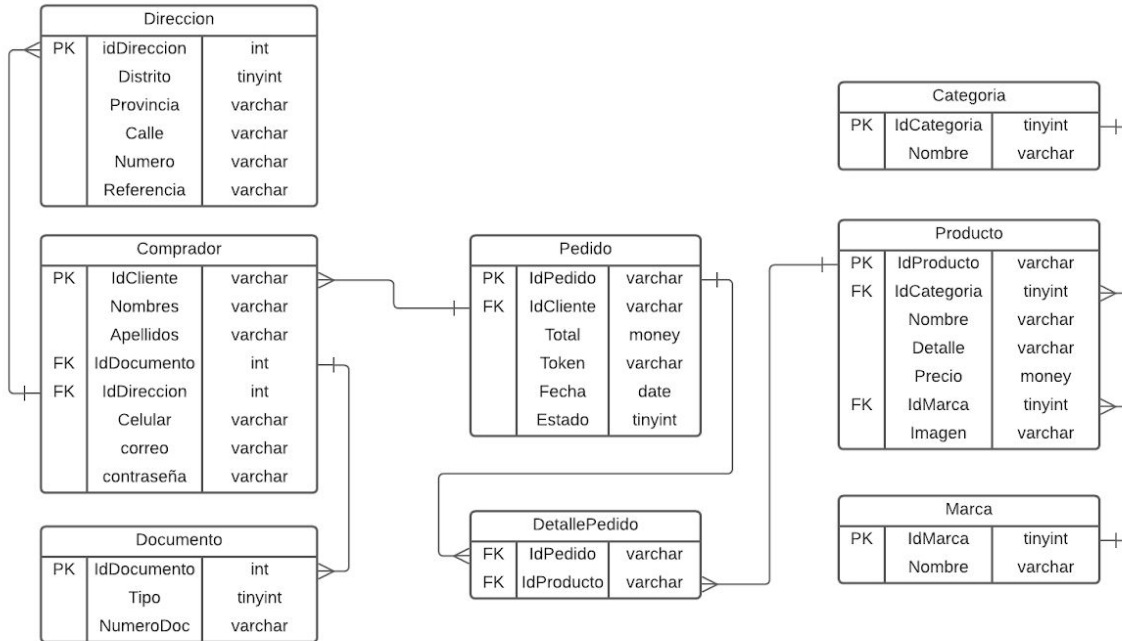 Direccion
PK idDireccion int
Distrito tinyint
Provincia varchar
Calle varchar
Numero varchar
Referencia varchar
Comprador
PK IdCliente varchar
Nombres varchar
Apellidos varchar
FK IdDocumento int
FK IdDireccion int
Celular varchar
correo varchar
contraseña varchar
Documento
PK IdDocumento int
Tipo tinyint
NumeroDoc varchar
Pedido
PK IdPedido varchar
FK IdCliente varchar
Total money
Token varchar
Fecha date
Estado tinyint
DetallePedido
FK IdPedido varchar
FK IdProducto varchar
Categoria
PK IdCategoria tinyint
Nombre varchar
Producto
PK IdProducto varchar
FK IdCategoria tinyint
Nombre varchar
Detalle varchar
Precio money
FK IdMarca tinyint
Imagen varchar
Marca
PK IdMarca tinyint
Nombre varchar